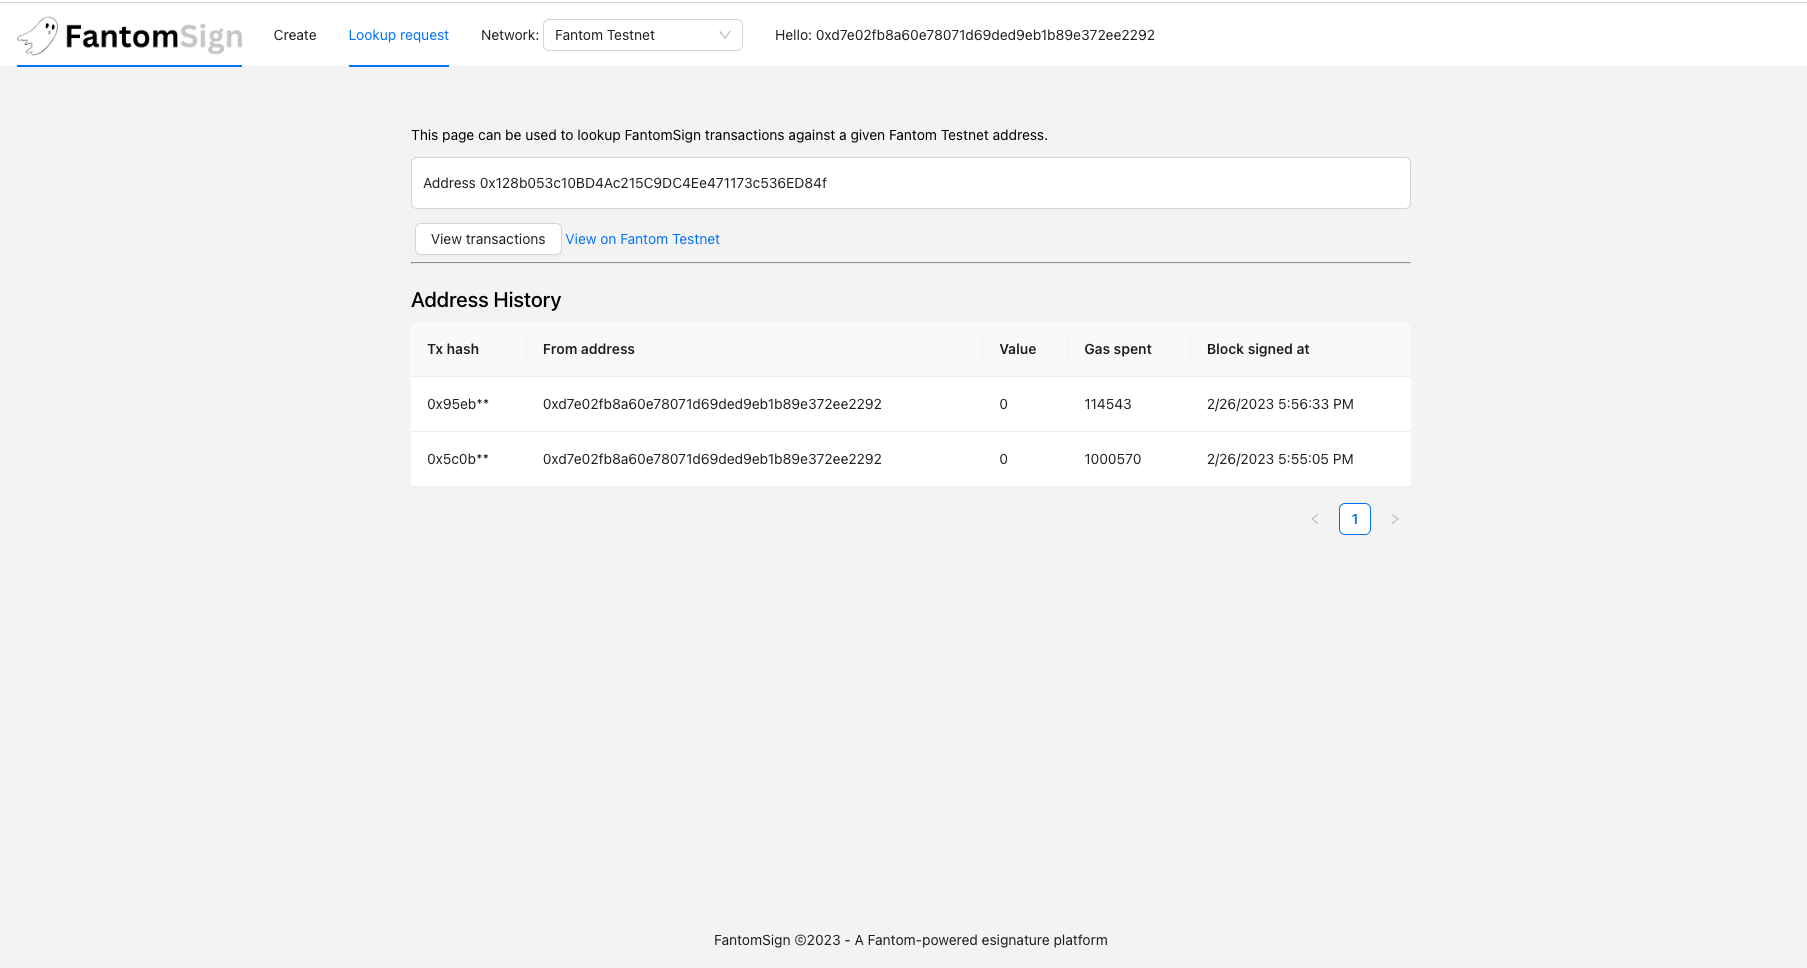 FantomSign Create Lookup request Network: Fantom Testnet Hello: 0xd7e02fb8a60e78071d69ded9eb1b89e372ee2292
This page can be used to lookup FantomSign transactions against a given Fantom Testnet address.
Address 0x128b053c10BD4Ac215C9DC4Ee471173c536ED84f
View transactions View on Fantom Testnet
Address History
Tx hash From address Value Gas spent Block signed at
0x95eb** 0xd7e02fb8a60e78071d69ded9eb1b89e372ee2292 0 114543 2/26/2023 5:56:33 PM
0x5c0b** 0xd7e02fb8a60e78071d69ded9eb1b89e372ee2292 0 1000570 2/26/2023 5:55:05 PM
< 1 >
FantomSign ©2023 - A Fantom-powered esignature platform